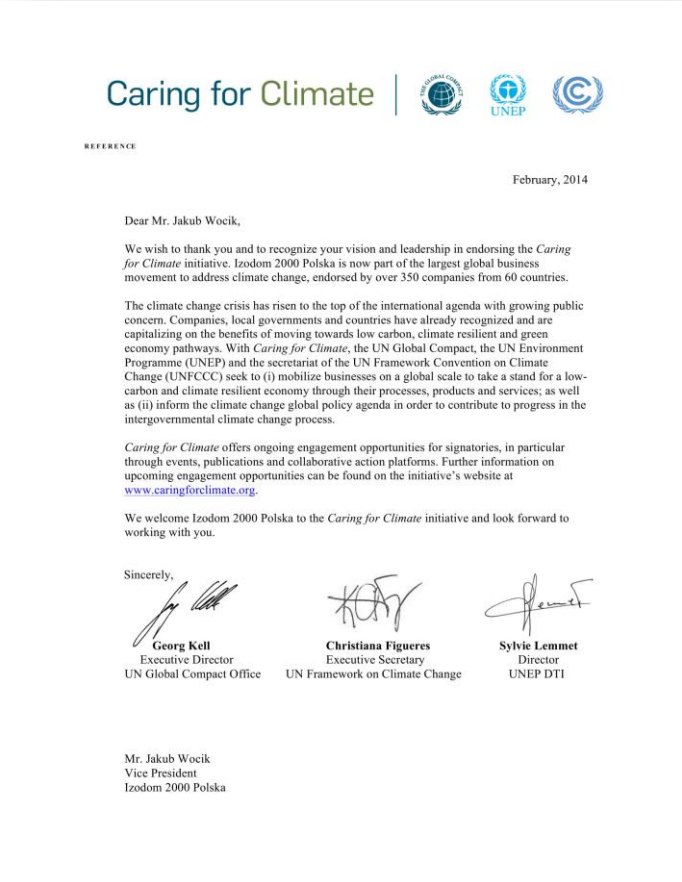 Caring for Climate
THE GLOBAL COMPACT
UNEP
REFERENCE
February, 2014
Dear Mr. Jakub Wocik,
We wish to thank you and to recognize your vision and leadership in endorsing the Caring
for Climate initiative. Izodom 2000 Polska is now part of the largest global business
movement to address climate change, endorsed by over 350 companies from 60 countries.
The climate change crisis has risen to the top of the international agenda with growing public
concern. Companies, local governments and countries have already recognized and are
capitalizing on the benefits of moving towards low carbon, climate resilient and green
economy pathways. With Caring for Climate, the UN Global Compact, the UN Environment
Programme (UNEP) and the secretariat of the UN Framework Convention on Climate
Change (UNFCCC) seek to (i) mobilize businesses on a global scale to take a stand for a low-
carbon and climate resilient economy through their processes, products and services; as well
as (ii) inform the climate change global policy agenda in order to contribute to progress in the
intergovernmental climate change process.
Caring for Climate offers ongoing engagement opportunities for signatories, in particular
through events, publications and collaborative action platforms. Further information on
upcoming engagement opportunities can be found on the initiative's website at
www.caringforclimate.org.
We welcome Izodom 2000 Polska to the Caring for Climate initiative and look forward to
working with you.
Sincerely,
Georg Kell Christiana Figueres Sylvie Lemmet
Executive Director Executive Secretary Director
UN Global Compact Office UN Framework on Climate Change UNEP DTI
Mr. Jakub Wocik
Vice President
Izodom 2000 Polska